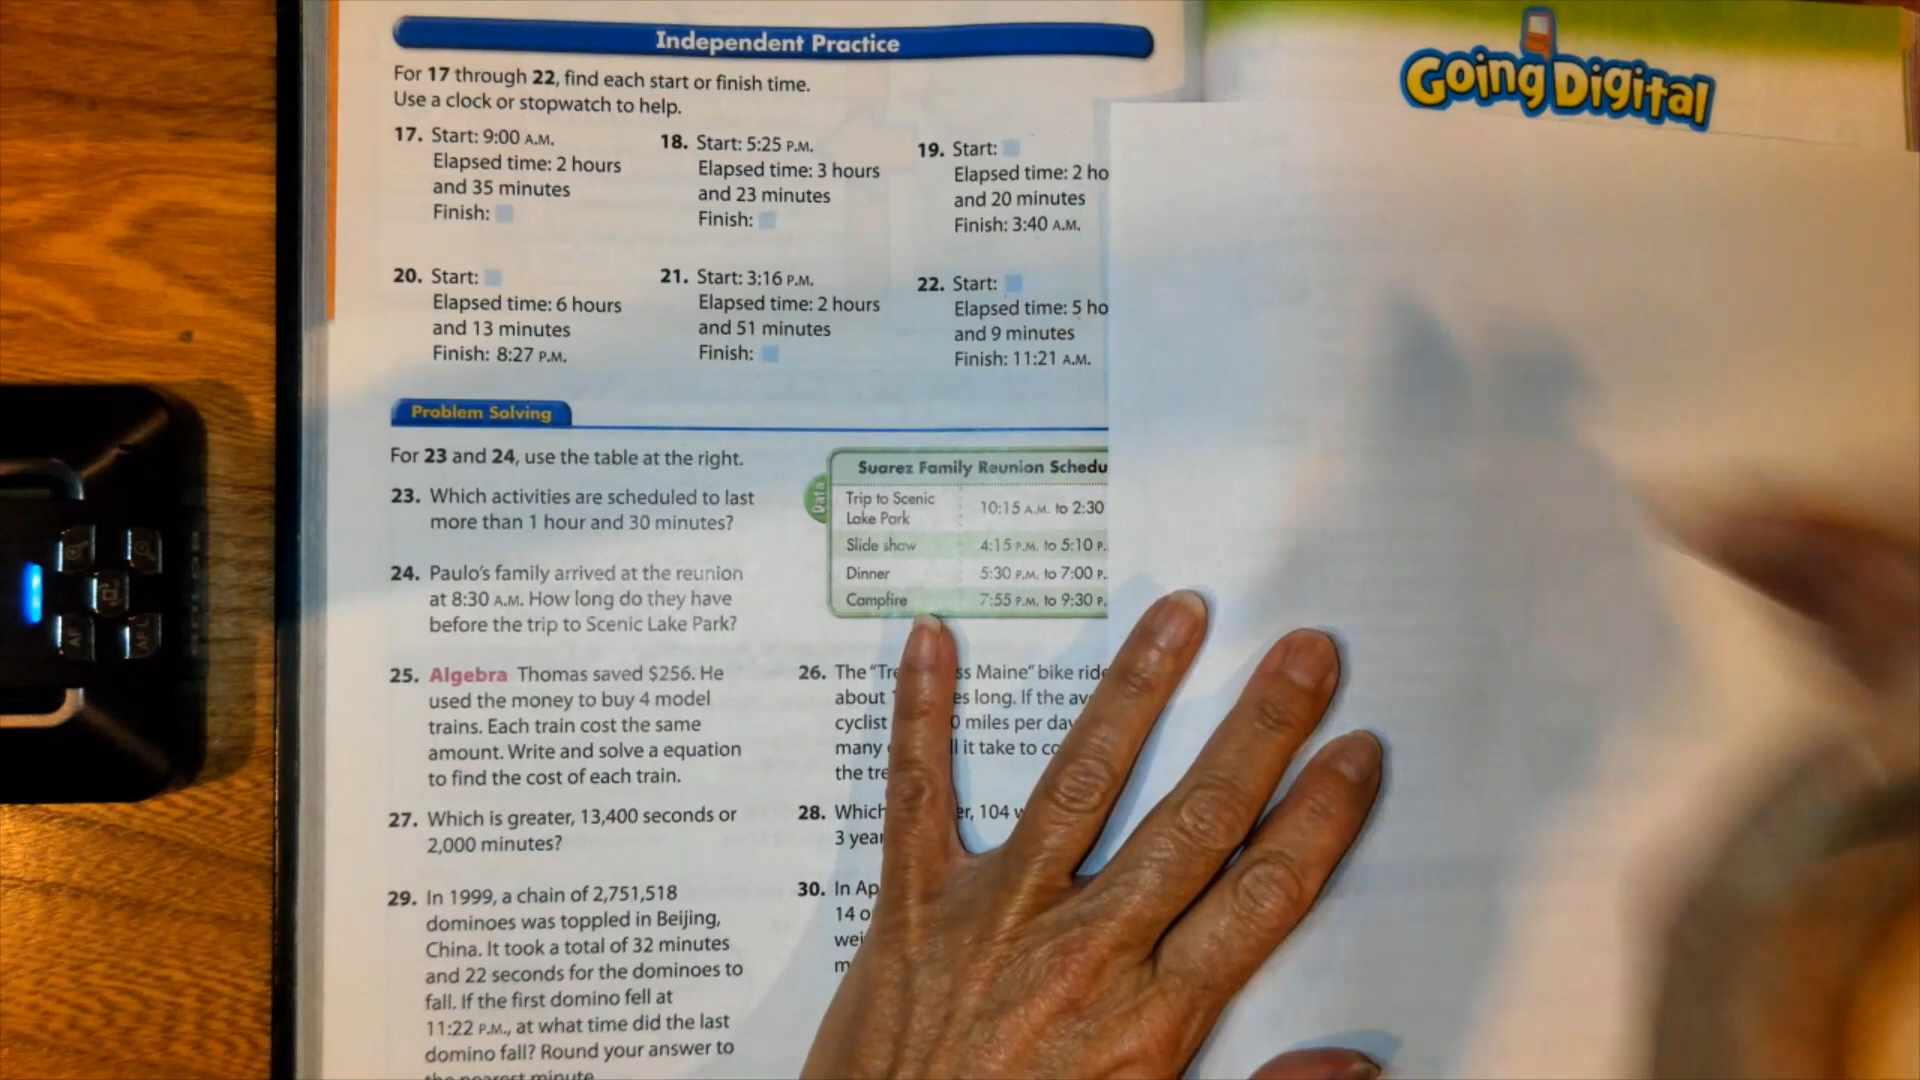 Independent Practice
Going Digital
For 17 through 22, find each start or finish time.
Use a clock or stopwatch to help.
17. Start: 9:00 A.M.
Elapsed time: 2 hours
and 35 minutes
Finish:
18. Start: 5:25 P.M.
Elapsed time: 3 hours
and 23 minutes
Finish:
19. Start:
Elapsed time: 2 ho
and 20 minutes
Finish: 3:40 A.M.
20. Start:
Elapsed time: 6 hours
and 13 minutes
Finish: 8:27 P.M.
21. Start: 3:16 P.M.
Elapsed time: 2 hours
and 51 minutes
Finish:
22. Start:
Elapsed time: 5 ho
and 9 minutes
Finish: 11:21 A.M.
Problem Solving
For 23 and 24, use the table at the right.
23. Which activities are scheduled to last
more than 1 hour and 30 minutes?
24. Paulo's family arrived at the reunion
at 8:30 A.M. How long do they have
before the trip to Scenic Lake Park?
Data
Suarez Family Reunion Schedu
Trip to Scenic
Lake Park 10:15 A.M. to 2:30
Slide show 4:15 P.M. to 5:10 P.
Dinner 5:30 P.M. to 7:00 P.
Campfire 7:55 P.M. to 9:30 P.
25. Algebra Thomas saved $256. He
used the money to buy 4 model
trains. Each train cost the same
amount. Write and solve a equation
to find the cost of each train.
26. The "Tre ss Maine" bike ride
about es long. If the av
cyclist 0 miles per day
many it take to co
the tre
27. Which is greater, 13,400 seconds or
2,000 minutes?
28. Which er, 104 w
3 year
29. In 1999, a chain of 2,751,518
dominoes was toppled in Beijing,
China. It took a total of 32 minutes
and 22 seconds for the dominoes to
fall. If the first domino fell at
11:22 P.M., at what time did the last
domino fall? Round your answer to
the nearest minute.
30. In Ap
14 o
wei
m
AF
AF L